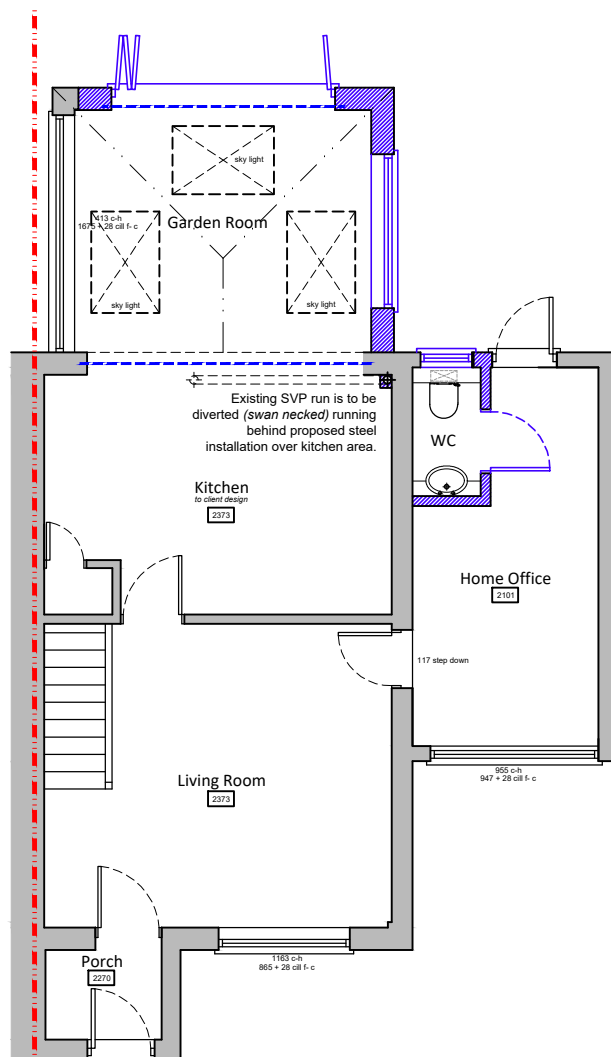 sky light
413 c-h
1675 + 28 cill f- c
Garden Room
sky light
sky light
Existing SVP run is to be
diverted (swan necked) running
behind proposed steel
installation over kitchen area.
WC
Kitchen
to client design
2373
Home Office
2101
117 step down
Living Room
2373
955 c-h
947 + 28 cill f- c
Porch
2270
1163 c-h
865 + 28 cill f- c